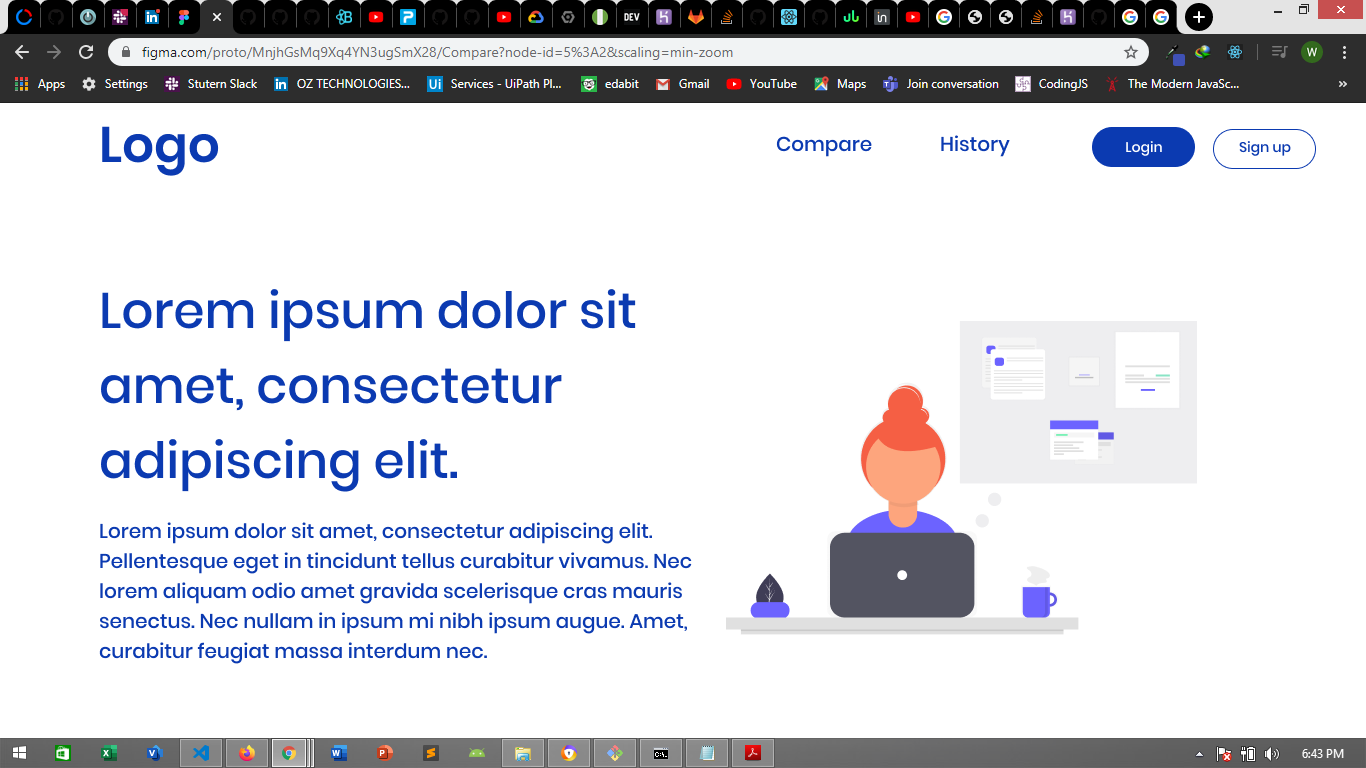 DEV
figma.com/proto/MnjhGsMq9Xq4YN3ugSmX28/Compare?node-id=5%3A2&scaling=min-zoom
W
Apps Settings Stutern Slack OZ TECHNOLOGIES... Services - UiPath Pl... edabit Gmail YouTube Maps Join conversation CodingJS The Modern JavaSc... »
Logo Compare History Login Sign up
Lorem ipsum dolor sit
amet, consectetur
adipiscing elit.
Lorem ipsum dolor sit amet, consectetur adipiscing elit.
Pellentesque eget in tincidunt tellus curabitur vivamus. Nec
lorem aliquam odio amet gravida scelerisque cras mauris
senectus. Nec nullam in ipsum mi nibh ipsum augue. Amet,
curabitur feugiat massa interdum nec.
6:43 PM